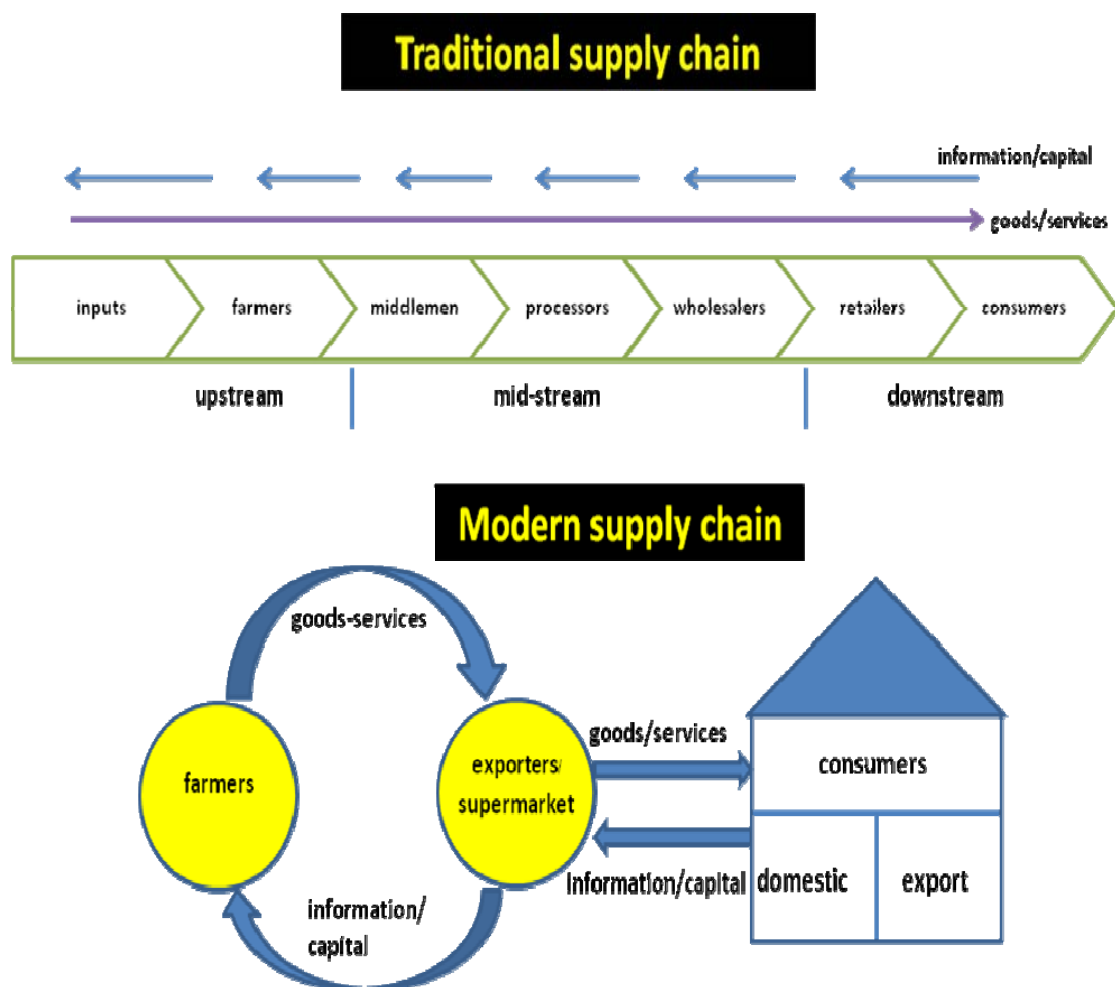 Traditional supply chain
information/capital
goods/services
inputs
farmers
middlemen
processors
wholesalers
retailers
consumers
upstream
mid-stream
downstream
Modern supply chain
goods-services
farmers
exporters/
supermarket
goods/services
consumers
information/capital
domestic
export
information/
capital